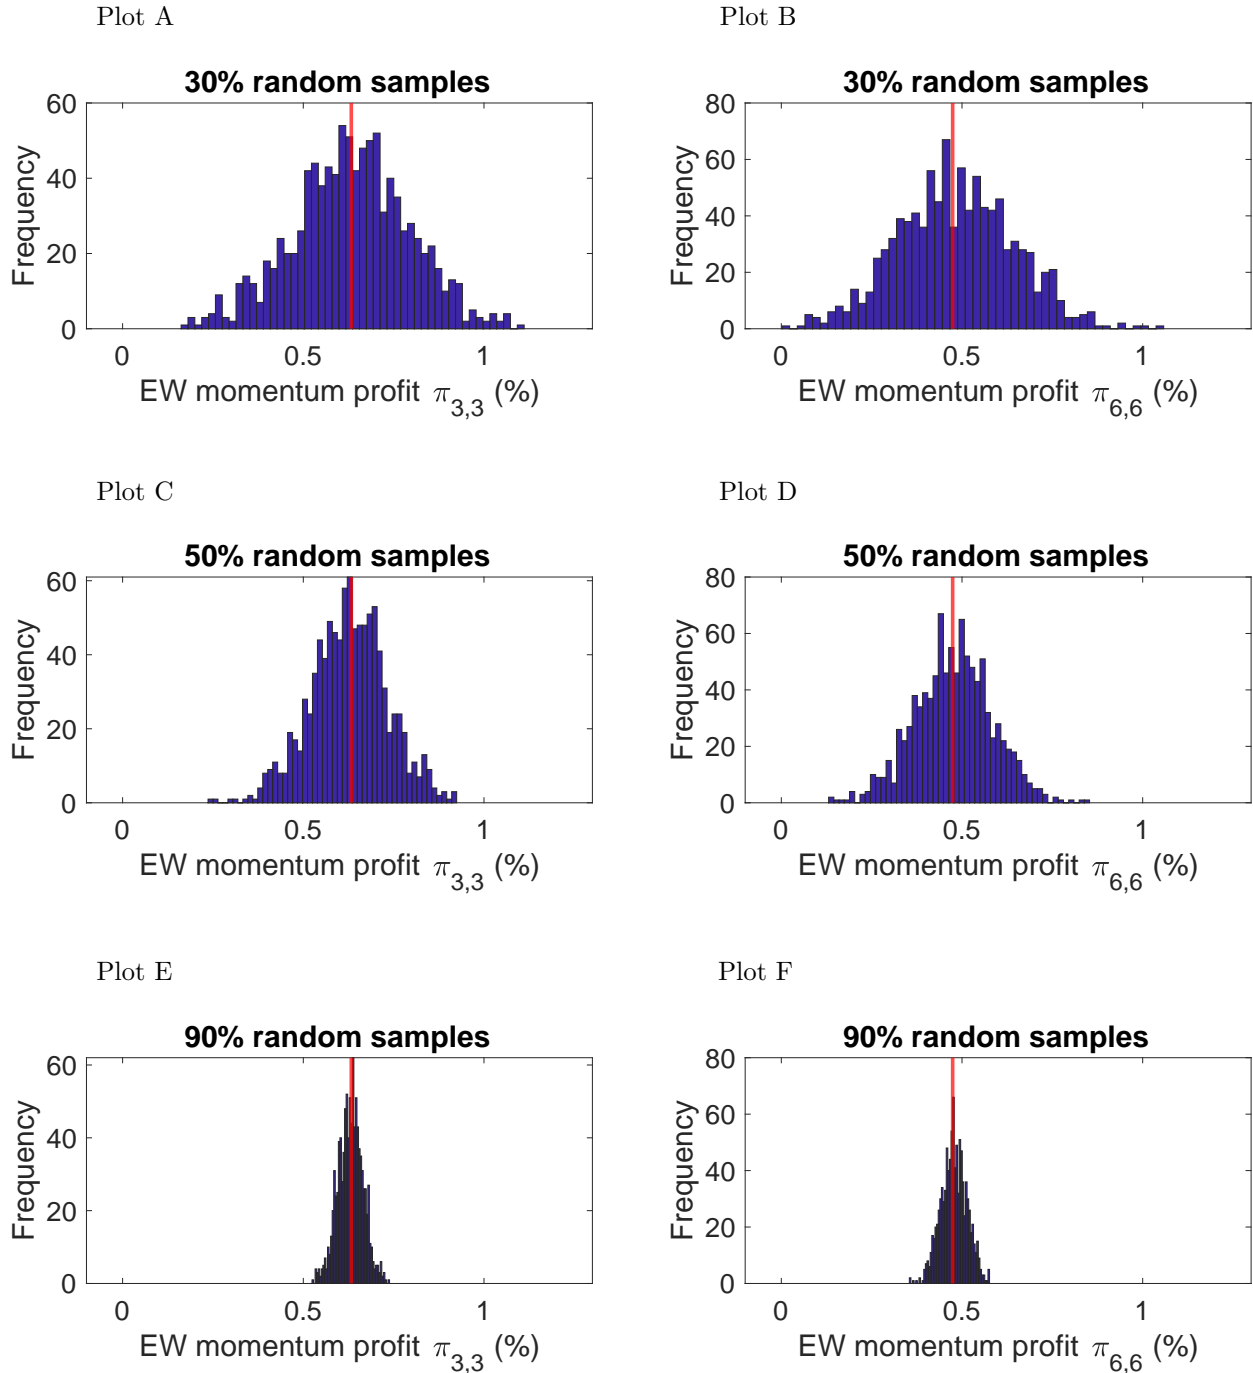 Plot A
30% random samples
Frequency
60
40
20
0
0 0.5 1
EW momentum profit π3,3 (%)
Plot B
30% random samples
Frequency
80
60
40
20
0
0 0.5 1
EW momentum profit π6,6 (%)
Plot C
50% random samples
Frequency
60
40
20
0
0 0.5 1
EW momentum profit π3,3 (%)
Plot D
50% random samples
Frequency
80
60
40
20
0
0 0.5 1
EW momentum profit π6,6 (%)
Plot E
90% random samples
Frequency
60
40
20
0
0 0.5 1
EW momentum profit π3,3 (%)
Plot F
90% random samples
Frequency
80
60
40
20
0
0 0.5 1
EW momentum profit π6,6 (%)